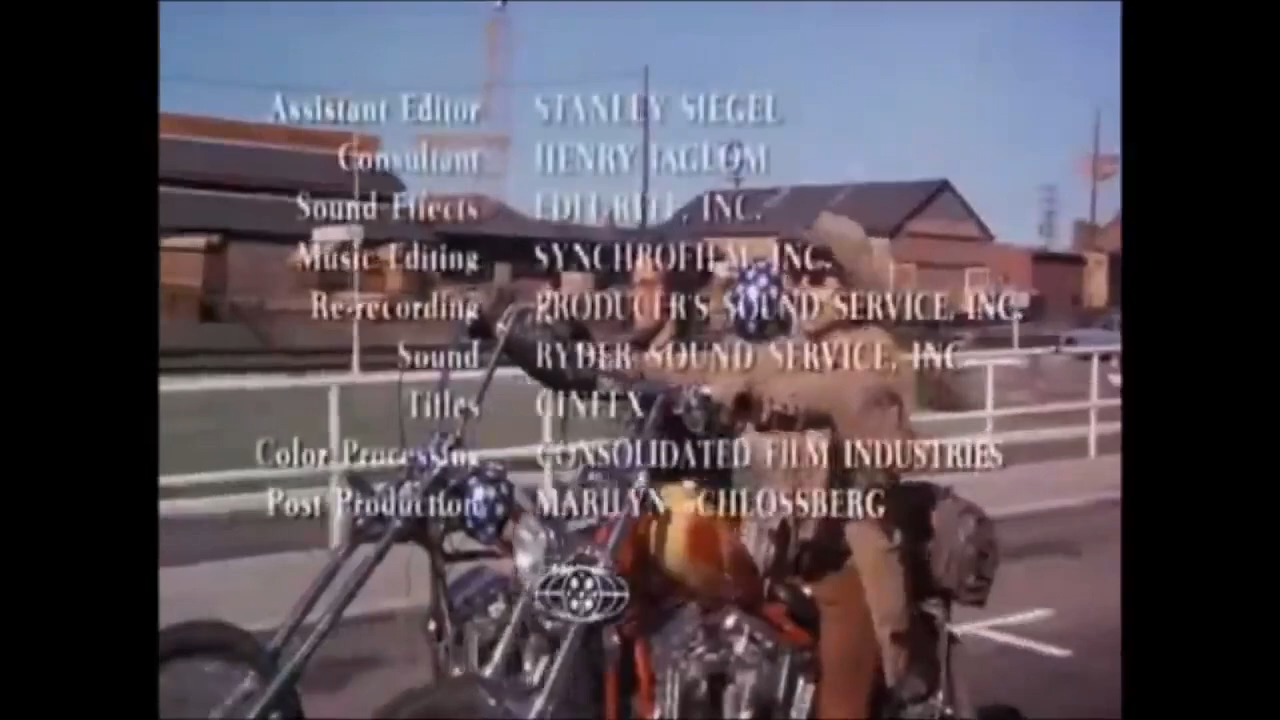 Assistant Editor STANLEY SIEGEL
Consultant HENRY JAGLOM
Sound Effects EDIT-RITE, INC.
Music Editing SYNCHROFILM, INC.
Re-recording PRODUCER'S SOUND SERVICE, INC.
Sound RYDER SOUND SERVICE, INC.
Titles CINEFX
Color Processing CONSOLIDATED FILM INDUSTRIES
Post Production MARILYN SCHLOSSBERG